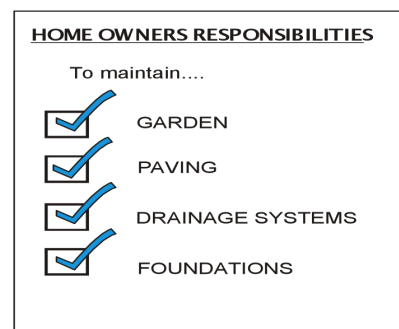 HOME OWNERS RESPONSIBILITIES
To maintain....
GARDEN
PAVING
DRAINAGE SYSTEMS
FOUNDATIONS